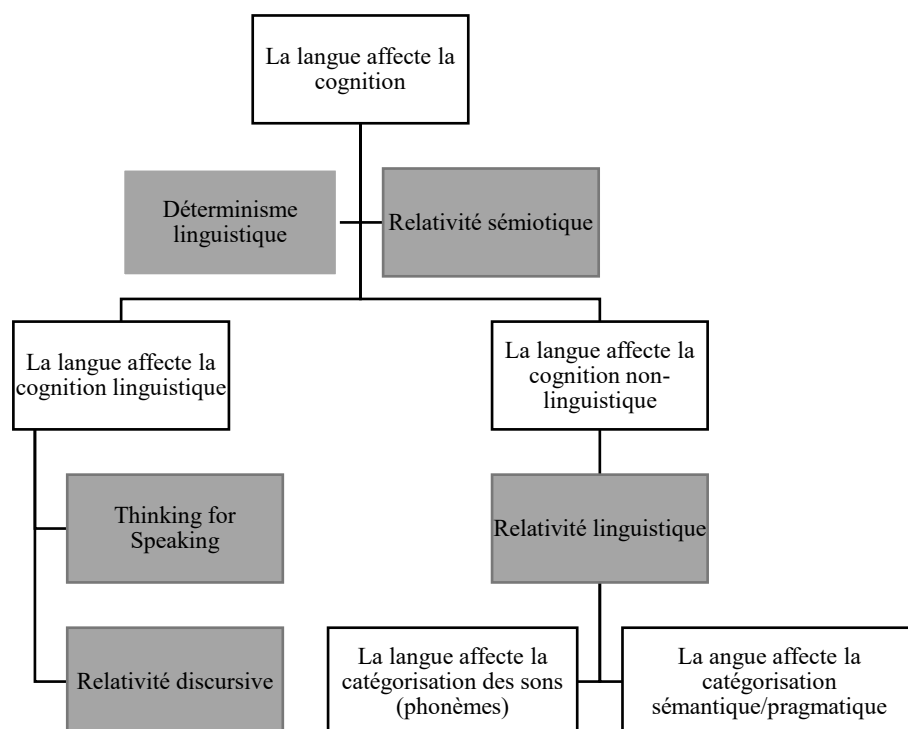 La langue affecte la
cognition
Déterminisme
linguistique
Relativité sémiotique
La langue affecte la
cognition linguistique
La langue affecte la
cognition non-
linguistique
Thinking for
Speaking
Relativité linguistique
Relativité discursive
La langue affecte la
catégorisation des sons
(phonèmes)
La angue affecte la
catégorisation
sémantique/pragmatique